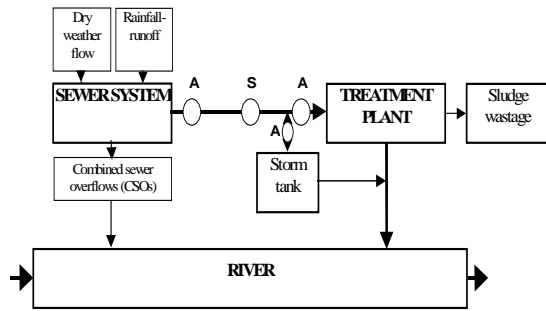 Dry
weather
flow
Rainfall-
runoff
SEWER SYSTEM
A
S
A
TREATMENT
PLANT
Sludge
wastage
A
Combined sewer
overflows (CSOs)
Storm
tank
RIVER